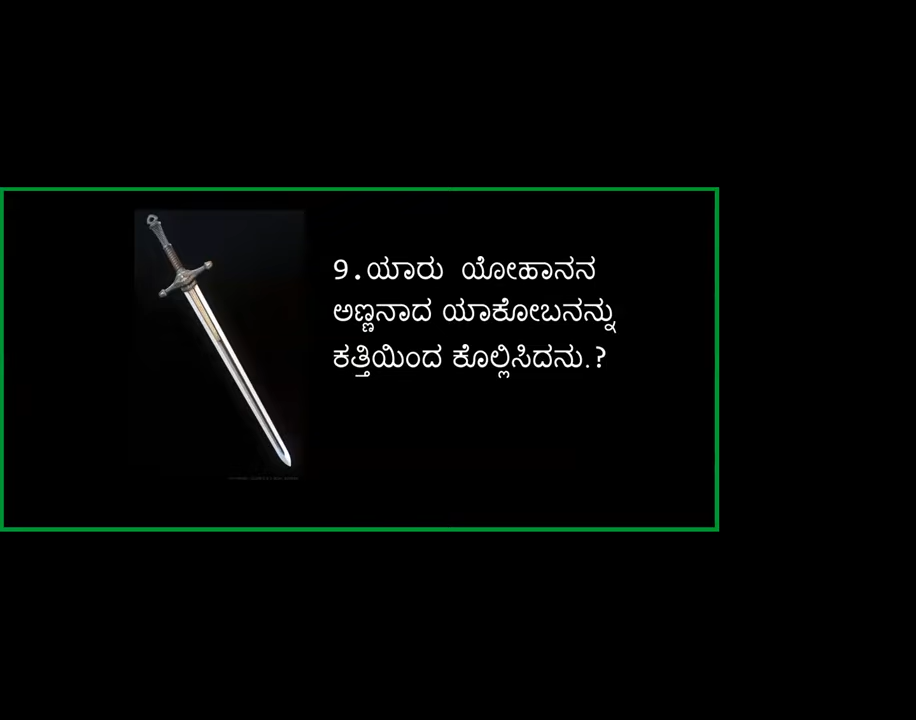 9.ಯಾರು ಯೋಹಾನನ
ಅಣ್ಣನಾದ ಯಾಕೋಬನನ್ನು
ಕತ್ತಿಯಿಂದ ಕೊಲ್ಲಿಸಿದನು.?